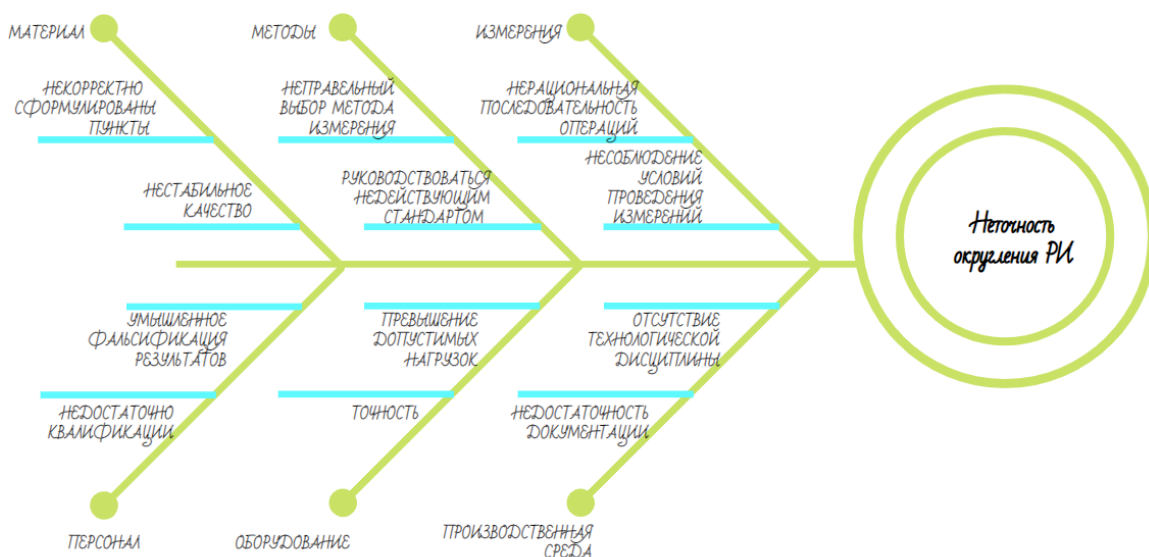 МАТЕРИАЛ
МЕТОДЫ
ИЗМЕРЕНИЯ
НЕКОРРЕКТНО
СФОРМУЛИРОВАНЫ
ПУНКТЫ
НЕПРАВЕЛЬНЫЙ
ВЫБОР МЕТОДА
ИЗМЕРЕНИЯ
НЕРАЦИОНАЛЬНАЯ
ПОСЛЕДОВАТЕЛЬНОСТЬ
ОПЕРАЦИЙ
НЕСТАБИЛЬНОЕ
КАЧЕСТВО
РУКОВОДСТВОВАТЬСЯ
НЕДЕЙСТВУЮЩИМ
СТАНДАРТОМ
НЕСОБЛЮДЕНИЕ
УСЛОВИЙ
ПРОВЕДЕНИЯ
ИЗМЕРЕНИЙ
Неточность
округления РИ
УМЫШЛЕННОЕ
ФАЛЬСИФИКАЦИЯ
РЕЗУЛЬТАТОВ
ПРЕВЫШЕНИЕ
ДОПУСТИМЫХ
НАГРУЗОК
ОТСУТСТВИЕ
ТЕХНОЛОГИЧЕСКОЙ
ДИСЦИПЛИНЫ
НЕДОСТАТОЧНО
КВАЛИФИКАЦИИ
ТОЧНОСТЬ
НЕДОСТАТОЧНОСТЬ
ДОКУМЕНТАЦИИ
ПЕРСОНАЛ
ОБОРУДОВАНИЕ
ПРОИЗВОДСТВЕННАЯ
СРЕДА